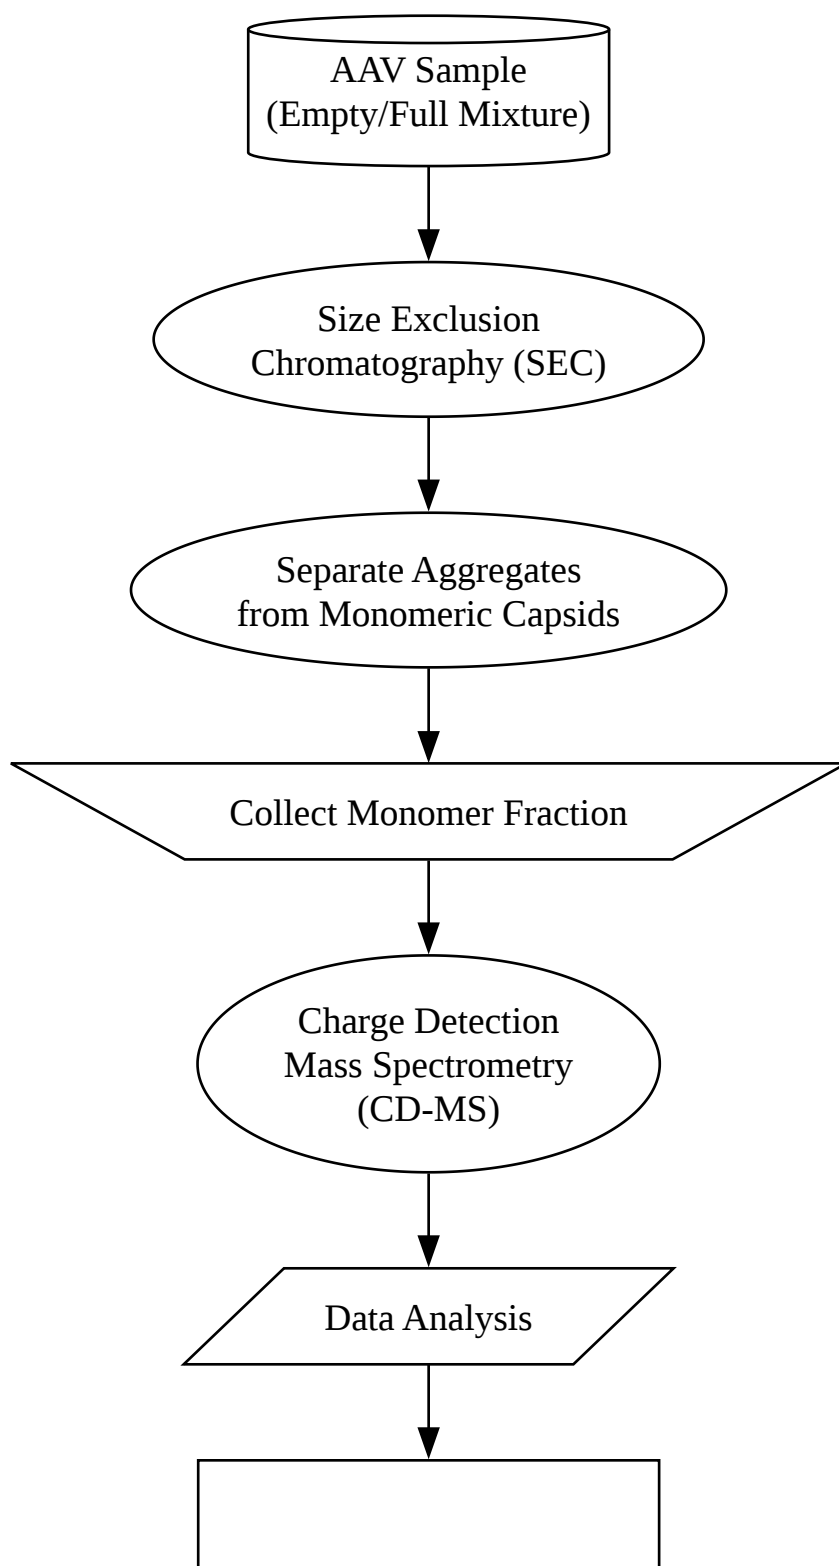 AAV Sample
(Empty/Full Mixture)
Size Exclusion
Chromatography (SEC)
Separate Aggregates
from Monomeric Capsids
Collect Monomer Fraction
Charge Detection
Mass Spectrometry
(CD-MS)
Data Analysis